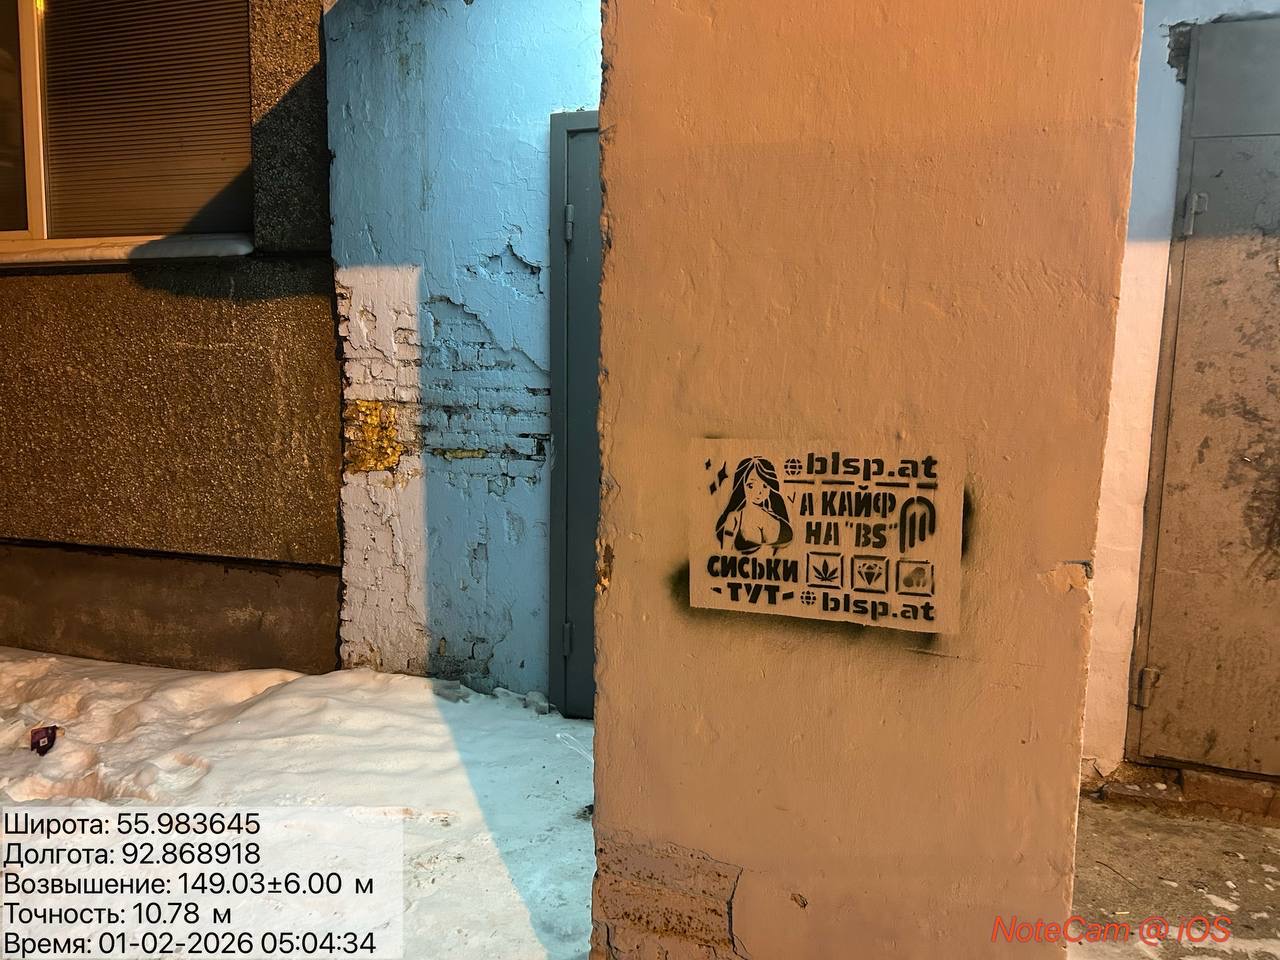 blsp.at
А КАЙФ
НА "BS"
СИСЬКИ
-ТУТ-
blsp.at
Широта: 55.983645
Долгота: 92.868918
Возвышение: 149.03±6.00 м
Точность: 10.78 м
Время: 01-02-2026 05:04:34
NoteCam @ iOS